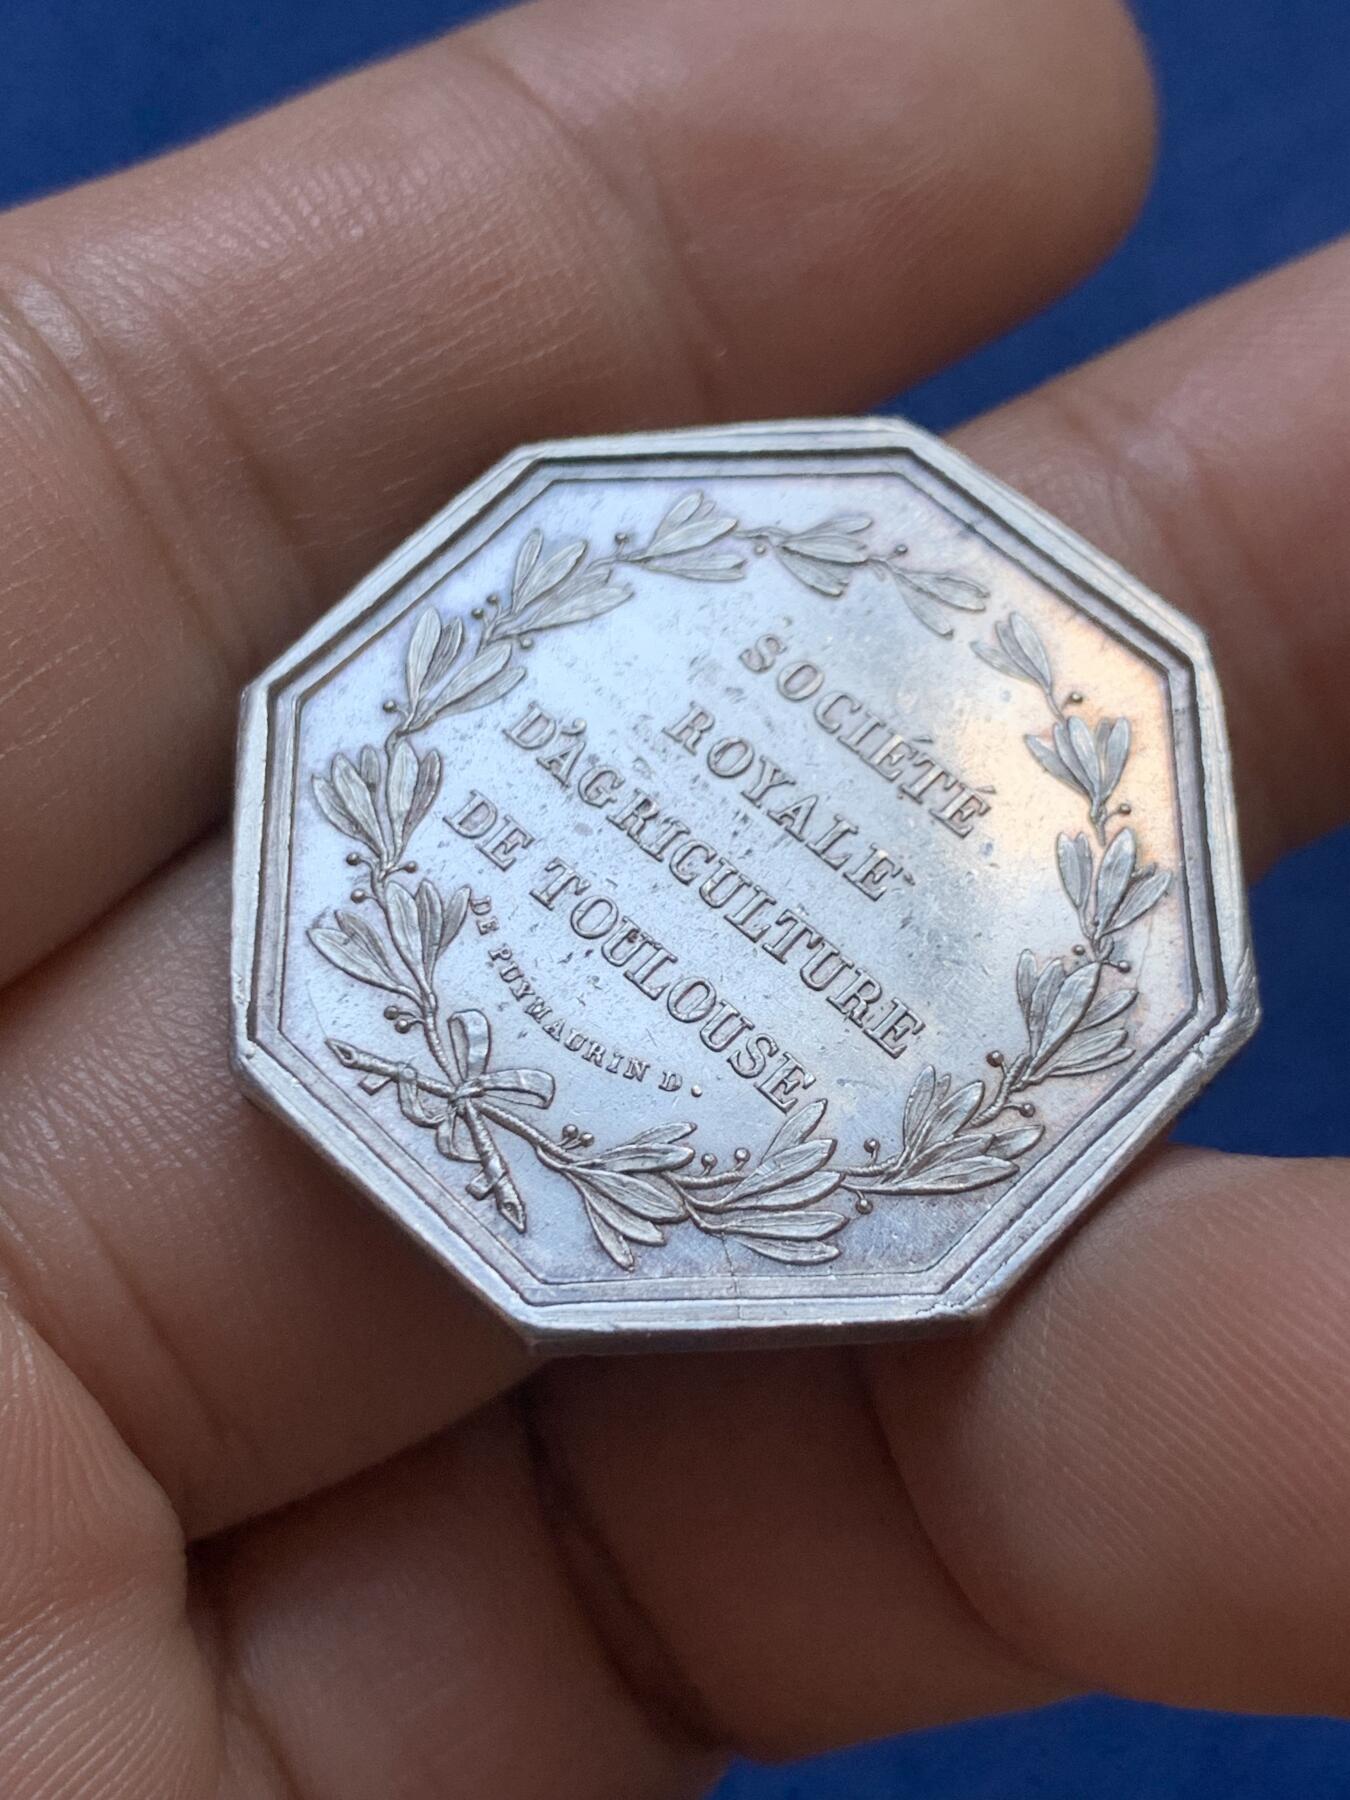 SOCIÉTÉ
ROYALE
D'AGRICULTURE
DE TOULOUSE
DE PUYMAURIN D.